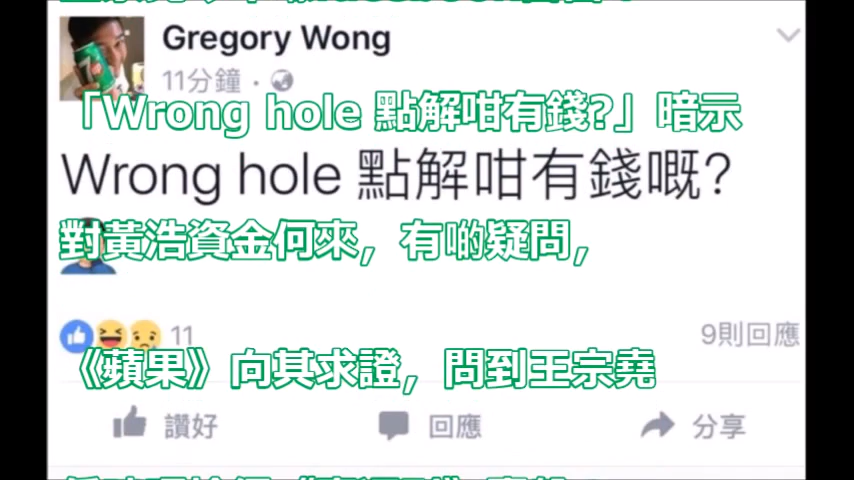 Gregory Wong
11分鐘 ·
「Wrong hole 點解咁有錢?」暗示
Wrong hole 點解咁有錢嘅?
對黃浩資金何來，有啲疑問，
11
9則回應
《蘋果》向其求證，問到王宗堯
讚好
回應
分享